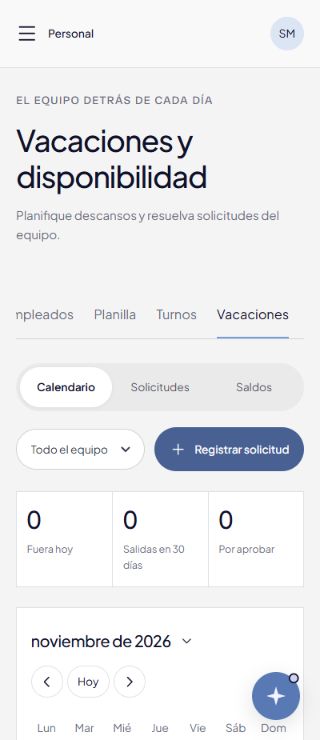 Personal
SM
EL EQUIPO DETRÁS DE CADA DÍA
Vacaciones y
disponibilidad
Planifique descansos y resuelva solicitudes del
equipo.
mpleados Planilla Turnos Vacaciones
Calendario Solicitudes Saldos
Todo el equipo
Registrar solicitud
0 0 0
Fuera hoy Salidas en 30 Por aprobar
días
noviembre de 2026
Hoy
Lun Mar Mié Jue Vie Sáb Dom